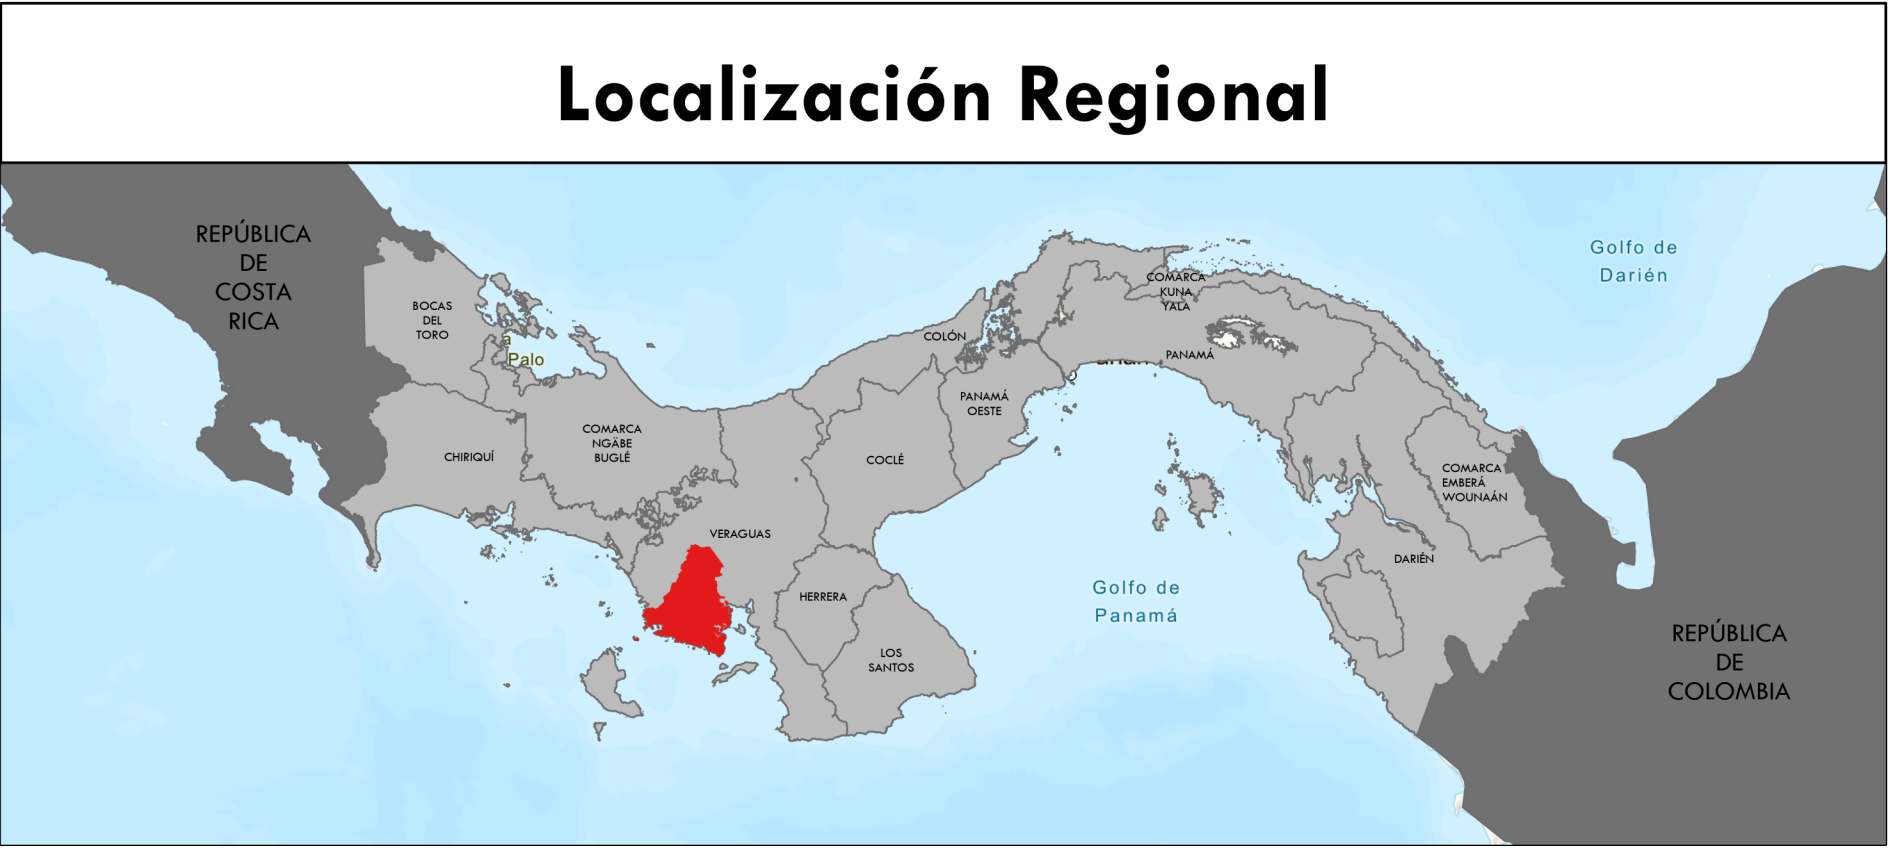 Localización Regional
REPÚBLICA
DE
COSTA
RICA
BOCAS
DEL
TORO
a
Palo
CHIRIQUÍ
COMARCA
NGÄBE
BUGLÉ
VERAGUAS
HERRERA
LOS
SANTOS
COCLÉ
COLÓN
PANAMÁ
OESTE
COMARCA
KUNA
YALA
PANAMÁ
COMARCA
EMBERÁ
WOUNAÁN
DARIÉN
Golfo de
Panamá
Golfo de
Darién
REPÚBLICA
DE
COLOMBIA